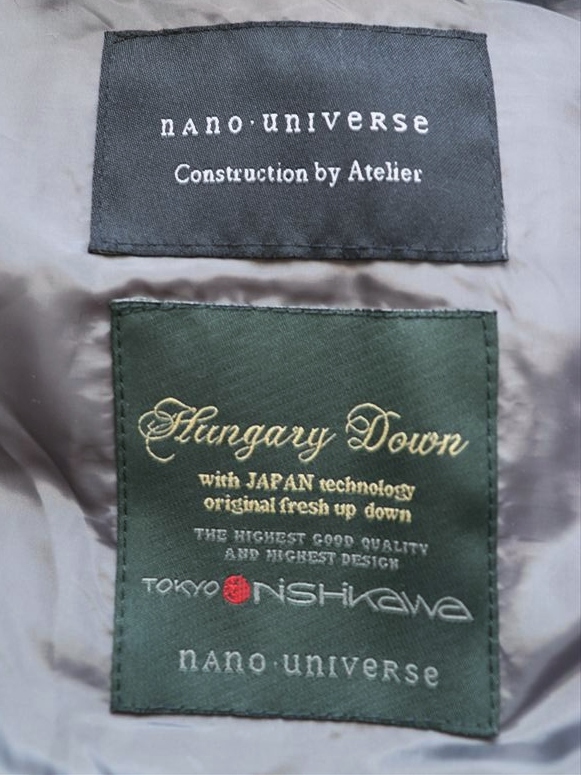 nano·universe
Construction by Atelier
Hungary Down
with JAPAN technology
original fresh up down
THE HIGHEST GOOD QUALITY
AND HIGHEST DESIGN
TOKYO NiSHiKaWa
nano·universe